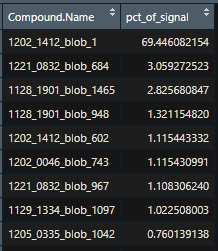 Compound.Name pct_of_signal
1202_1412_blob_1 69.446082154
1221_0832_blob_684 3.059272523
1128_1901_blob_1465 2.825680847
1128_1901_blob_948 1.321154820
1202_1412_blob_602 1.115443332
1202_0046_blob_743 1.115430991
1221_0832_blob_967 1.108306240
1129_1334_blob_1097 1.022508003
1205_0335_blob_1042 0.760139138